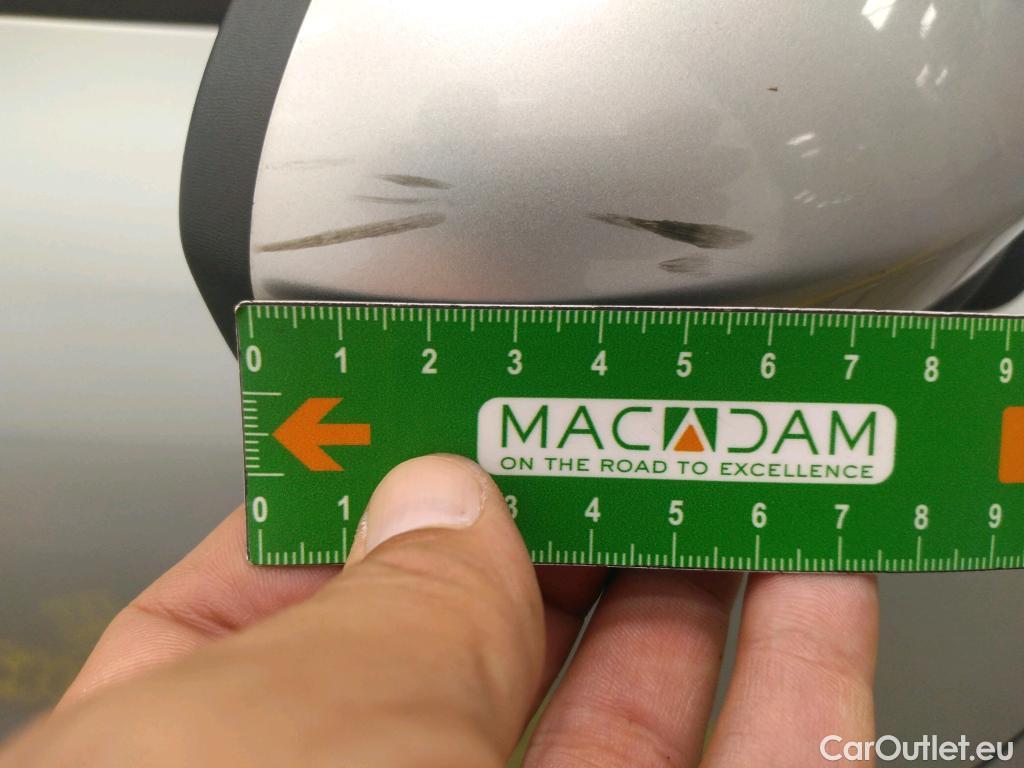 0 1 2 3 4 5 6 7 8 9
MACADAM
ON THE ROAD TO EXCELLENCE
0 1 3 4 5 6 7 8 9
CarOutlet.eu